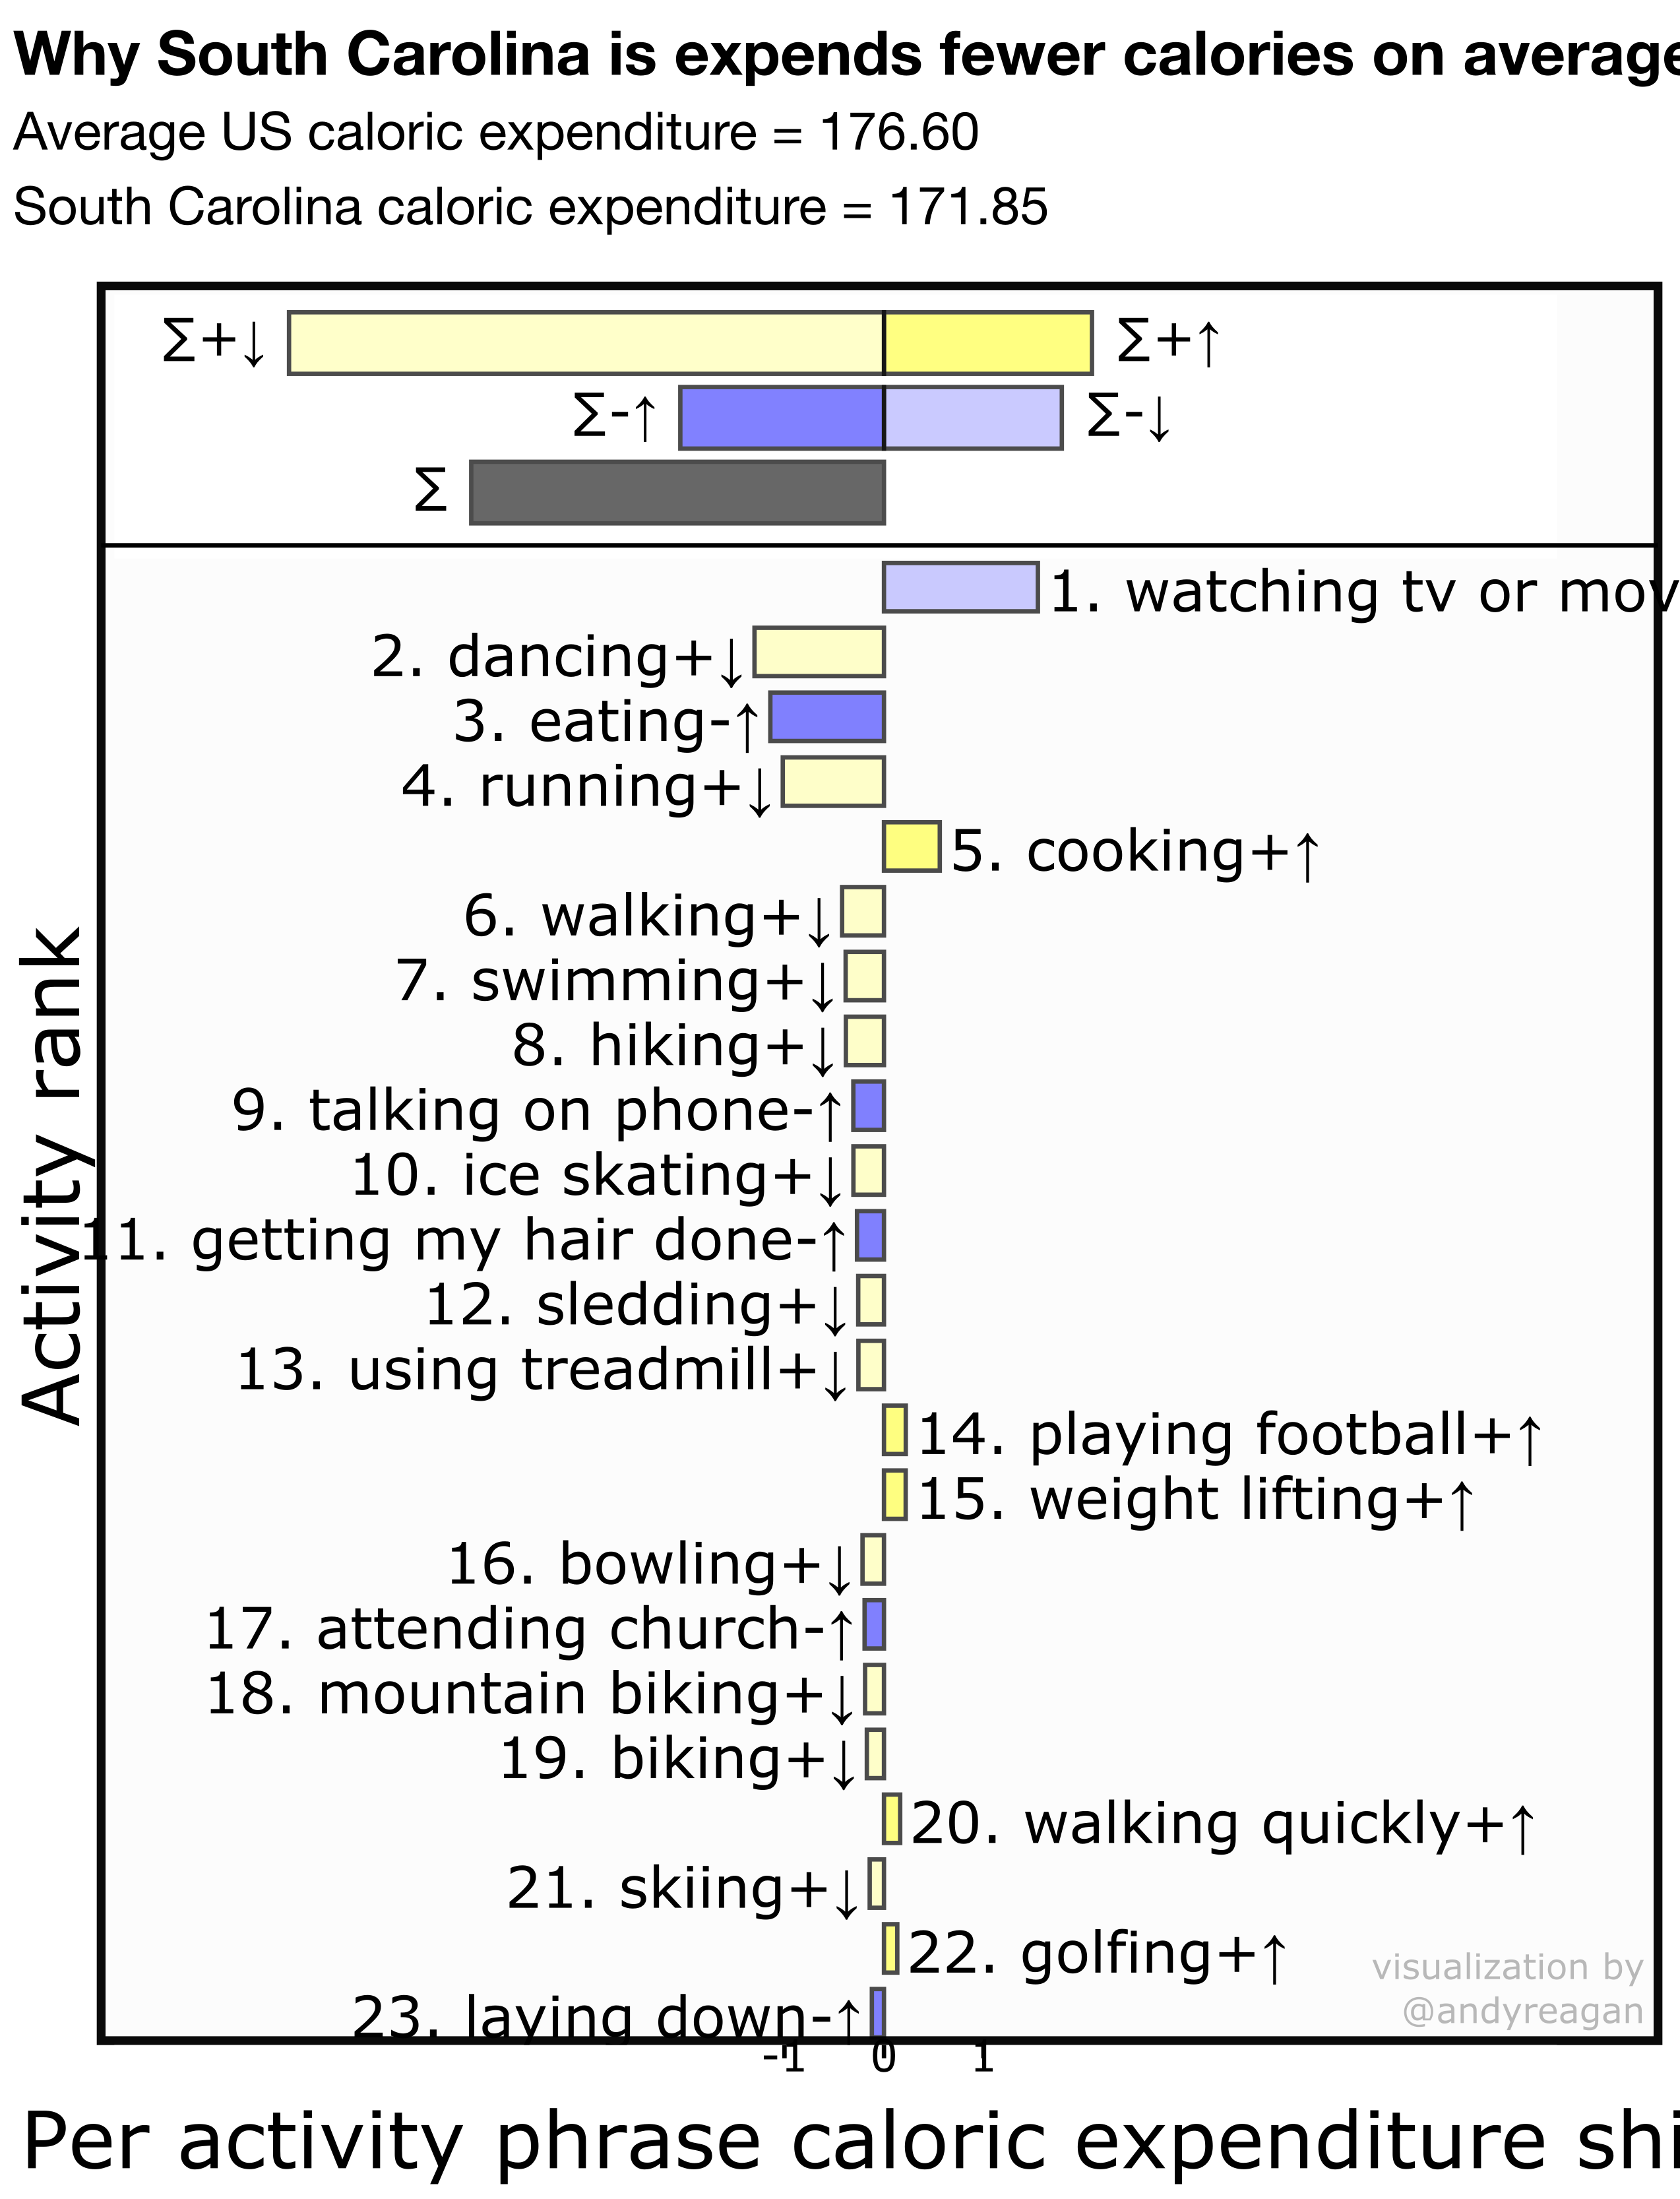 Why South Carolina is expends fewer calories on average
Average US caloric expenditure = 176.60
South Carolina caloric expenditure = 171.85
∑+↓ ∑+↑
∑-↑ ∑-↓
∑
1. watching tv or mov
2. dancing+↓
3. eating-↑
4. running+↓
5. cooking+↑
6. walking+↓
7. swimming+↓
8. hiking+↓
9. talking on phone-↑
10. ice skating+↓
11. getting my hair done-↑
12. sledding+↓
13. using treadmill+↓
14. playing football+↑
15. weight lifting+↑
16. bowling+↓
17. attending church-↑
18. mountain biking+↓
19. biking+↓
20. walking quickly+↑
21. skiing+↓
22. golfing+↑
23. laying down-↑
Activity rank
visualization by
@andyreagan
-1 0 1
Per activity phrase caloric expenditure shi